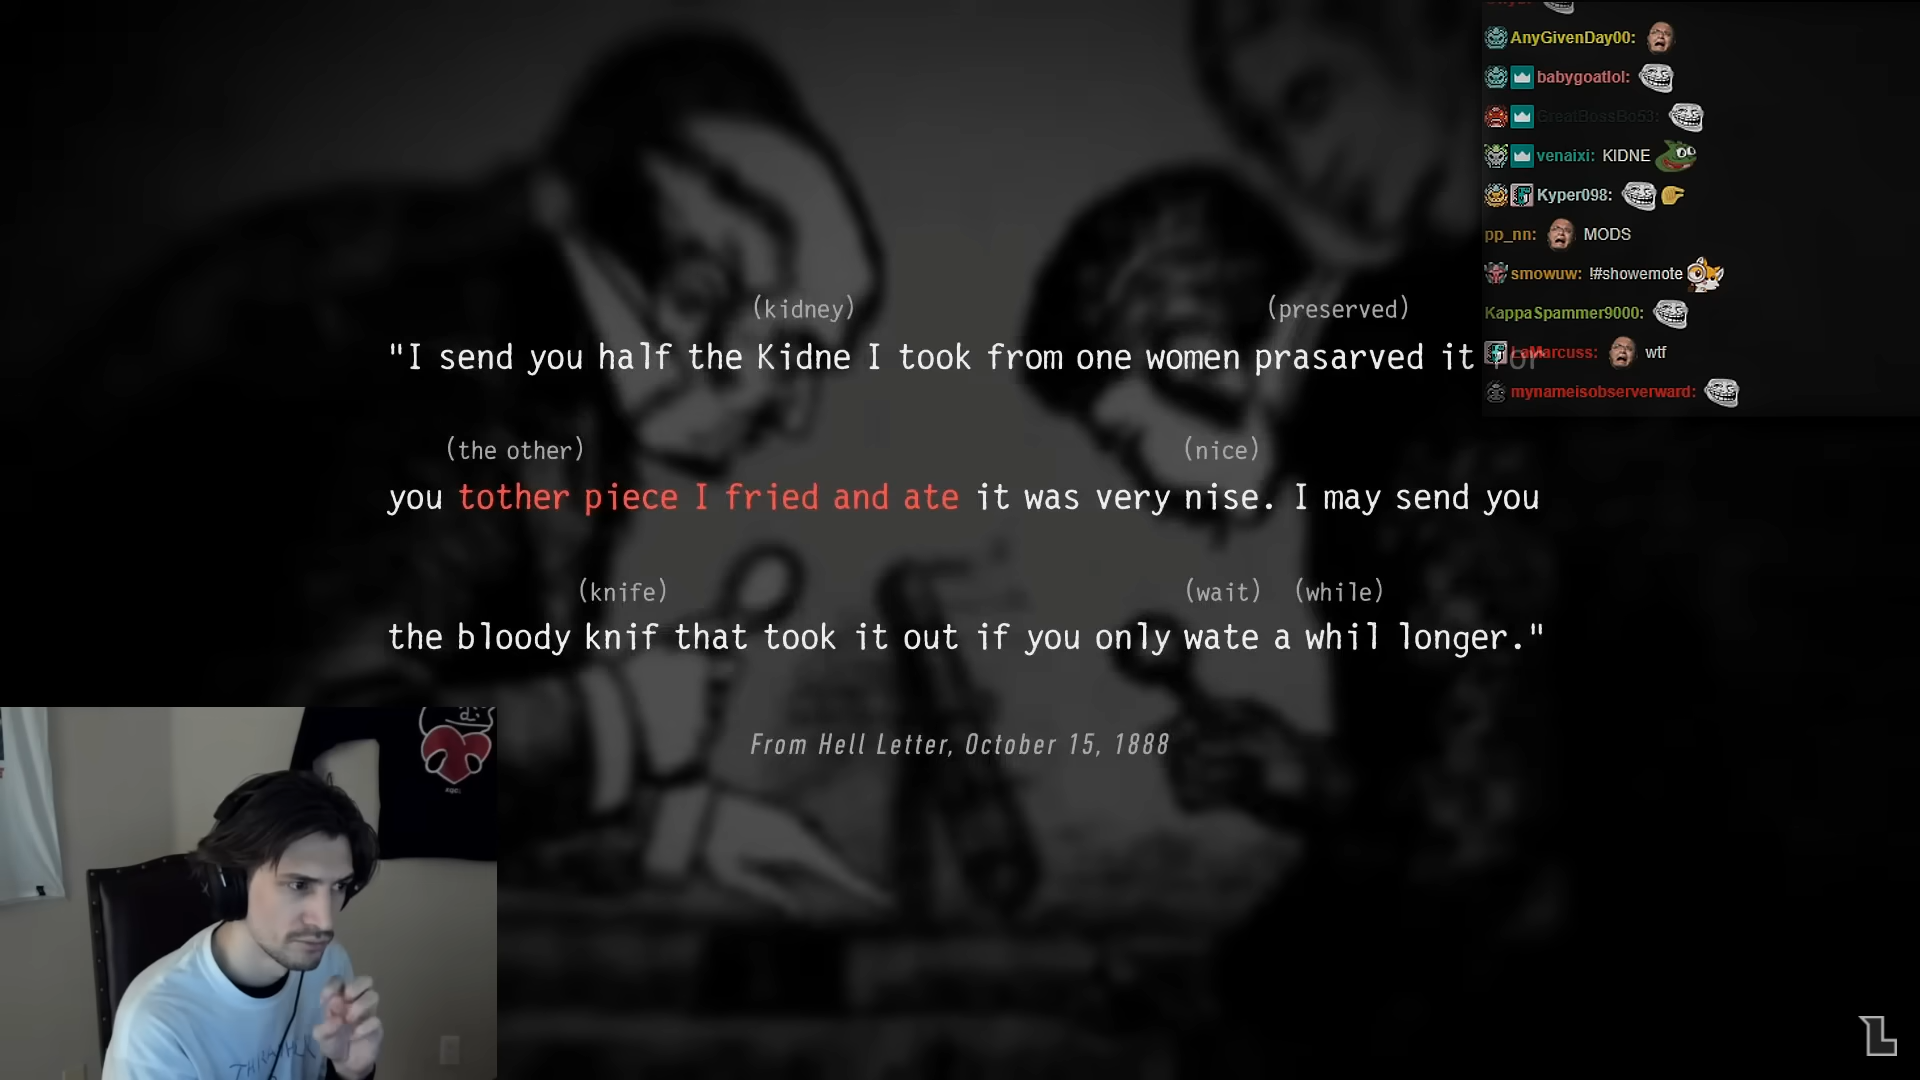 AnyGivenDay00:
babygoatlol:
GreatBossBo53:
venaixi: KIDNE
Kyper098:
pp_nn: MODS
smowuw: !#showemote
KappaSpammer9000:
LaMarcuss: wtf
mynameisobserverward:
(kidney) (preserved)
"I send you half the Kidne I took from one women prasarved it for
(the other) (nice)
you tother piece I fried and ate it was very nise. I may send you
(knife) (wait) (while)
the bloody knif that took it out if you only wate a whil longer."
From Hell Letter, October 15, 1888